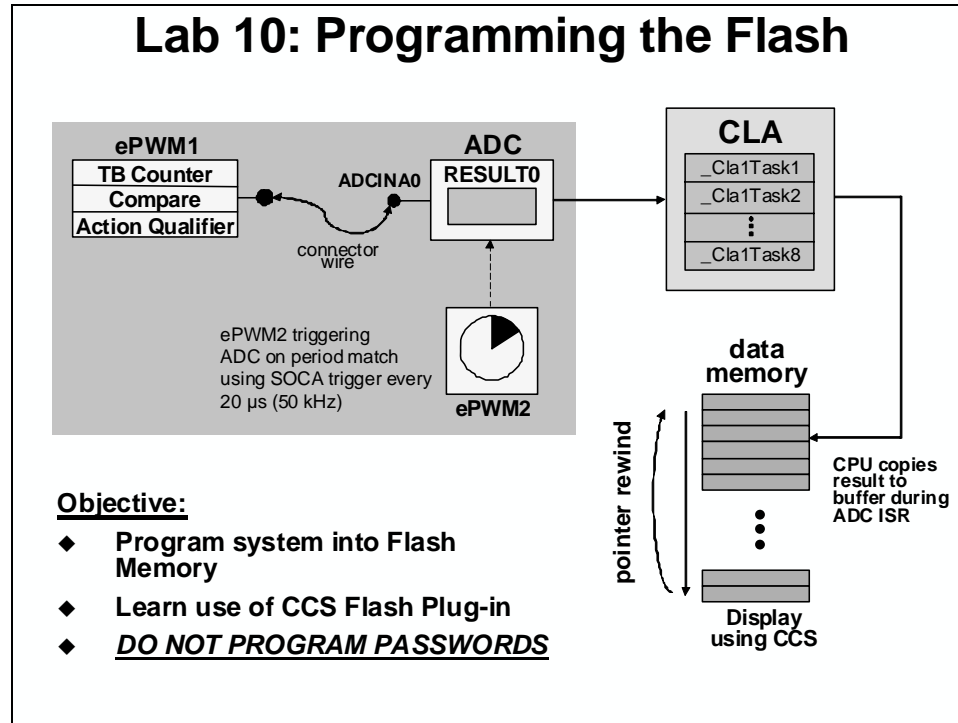 Lab 10: Programming the Flash
ePWM1
TB Counter
Compare
Action Qualifier
connector
wire
ADCINA0
ADC
RESULT0
ePWM2 triggering
ADC on period match
using SOCA trigger every
20 µs (50 kHz)
ePWM2
CLA
_Cla1Task1
_Cla1Task2
_Cla1Task8
data
memory
pointer rewind
CPU copies
result to
buffer during
ADC ISR
Display
using CCS
Objective:
Program system into Flash
Memory
Learn use of CCS Flash Plug-in
DO NOT PROGRAM PASSWORDS